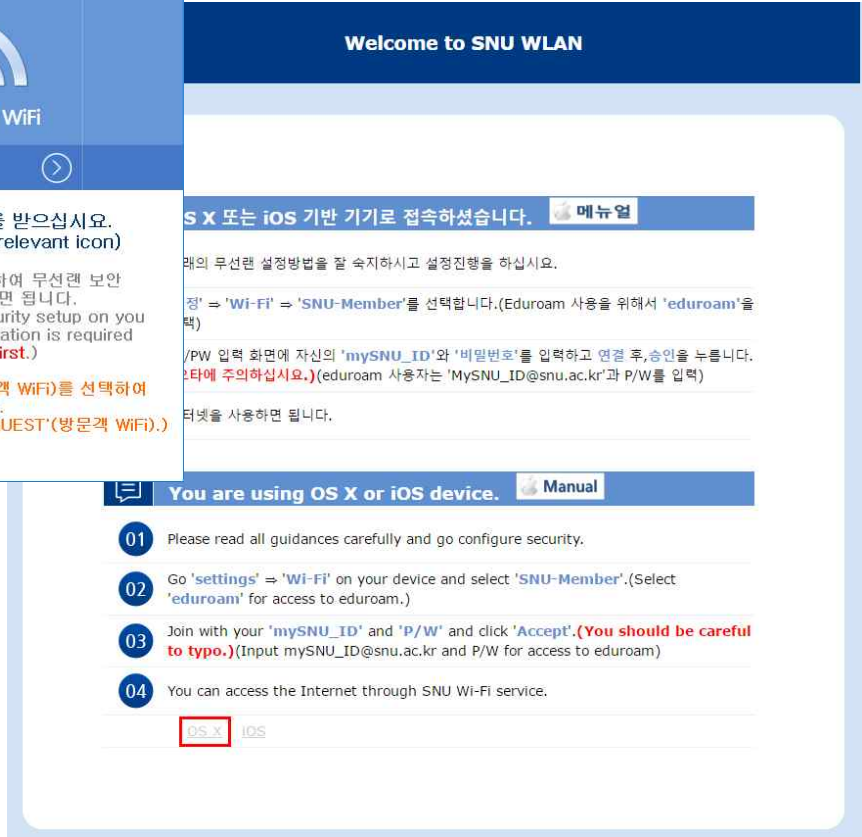 Welcome to SNU WLAN
WiFi
받으십시요.
relevant icon)
하여 무선랜 보안
면 됩니다.
urity setup on you
ation is required
irst.)
WiFi)를 선택하여
UEST'(방문객 WiFi).)
S X 또는 iOS 기반 기기로 접속하셨습니다. 메뉴얼
래의 무선랜 설정방법을 잘 숙지하시고 설정진행을 하십시요.
정' ⇒ 'Wi-Fi' ⇒ 'SNU-Member'를 선택합니다.(Eduroam 사용을 위해서 'eduroam'을
택)
/PW 입력 화면에 자신의 'mySNU_ID'와 '비밀번호'를 입력하고 연결 후,승인을 누릅니다.
오타에 주의하십시요.)(eduroam 사용자는 'MySNU_ID@snu.ac.kr'과 P/W를 입력)
터넷을 사용하면 됩니다.
You are using OS X or iOS device. Manual
01 Please read all guidances carefully and go configure security.
02 Go 'settings' ⇒ 'Wi-Fi' on your device and select 'SNU-Member'.(Select
'eduroam' for access to eduroam.)
03 Join with your 'mySNU_ID' and 'P/W' and click 'Accept'.(You should be careful
to typo.)(Input mySNU_ID@snu.ac.kr and P/W for access to eduroam)
04 You can access the Internet through SNU Wi-Fi service.
OS X iOS